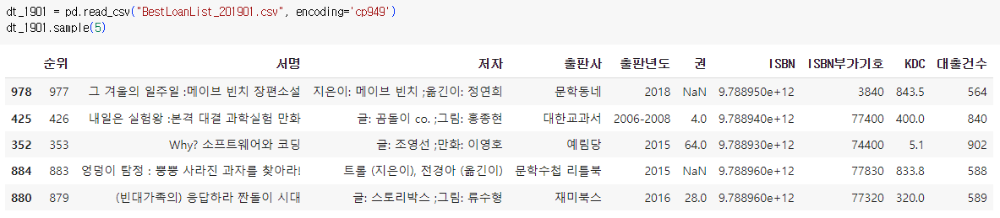 dt_1901 = pd.read_csv("BestLoanList_201901.csv", encoding='cp949')
dt_1901.sample(5)
순위 서명 저자 출판사 출판년도 권 ISBN ISBN부가기호 KDC 대출건수
978 977 그 겨울의 일주일 :메이브 빈치 장편소설 지은이: 메이브 빈치 ;옮긴이: 정연희 문학동네 2018 NaN 9.788950e+12 3840 843.5 564
425 426 내일은 실험왕 :본격 대결 과학실험 만화 글: 곰돌이 co. ;그림: 홍종현 대한교과서 2006-2008 4.0 9.788940e+12 77400 400.0 840
352 353 Why? 소프트웨어와 코딩 글: 조영선 ;만화: 이영호 예림당 2015 64.0 9.788930e+12 74400 5.1 902
884 883 엉덩이 탐정 : 뿡뿡 사라진 과자를 찾아라! 트롤 (지은이), 전경아 (옮긴이) 문학수첩 리틀북 2015 NaN 9.788960e+12 77830 833.8 588
880 879 (빈대가족의) 응답하라 짠돌이 시대 글: 스토리박스 ;그림: 류수형 재미북스 2016 28.0 9.788960e+12 77320 320.0 589